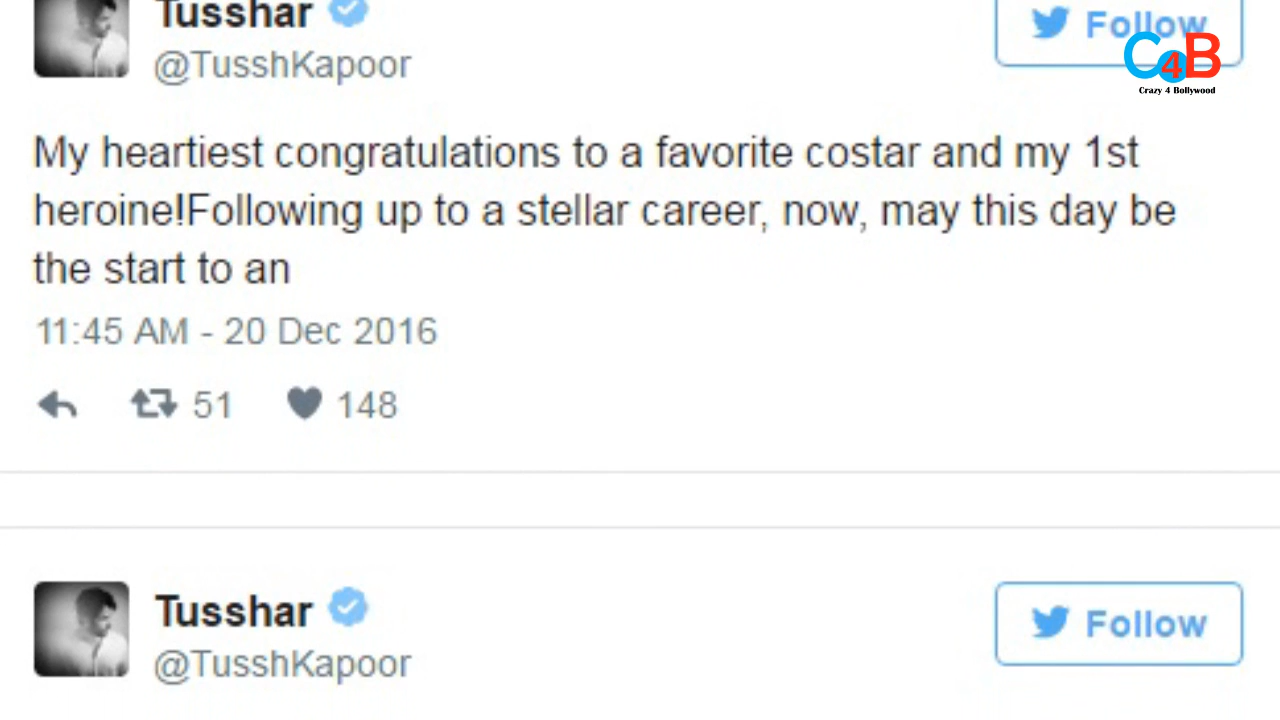 Tusshar
Follow
@TusshKapoor
C4B
Crazy 4 Bollywood
My heartiest congratulations to a favorite costar and my 1st
heroine!Following up to a stellar career, now, may this day be
the start to an
11:45 AM - 20 Dec 2016
51 148
Tusshar
Follow
@TusshKapoor